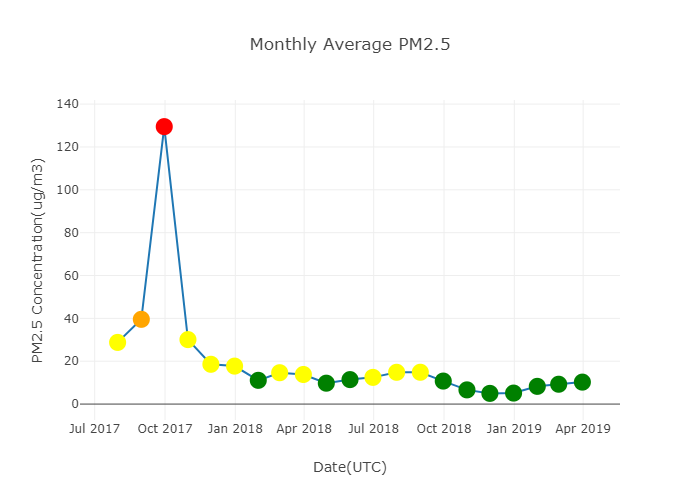 Monthly Average PM2.5
140
120
100
80
60
40
20
0
PM2.5 Concentration(ug/m3)
Jul 2017 Oct 2017 Jan 2018 Apr 2018 Jul 2018 Oct 2018 Jan 2019 Apr 2019
Date(UTC)